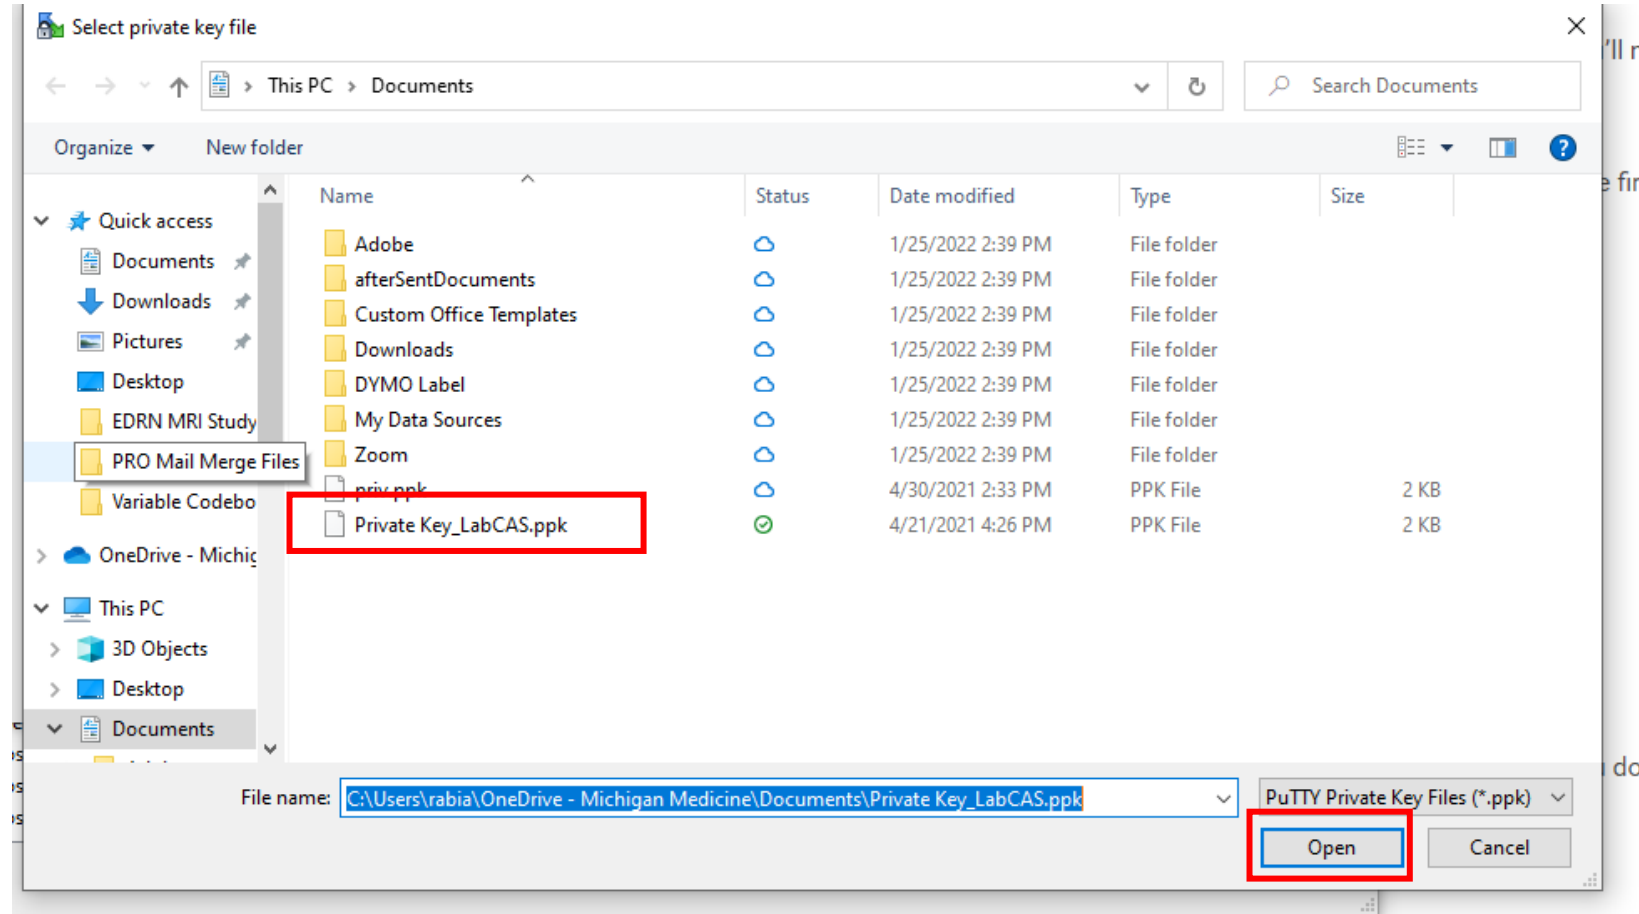 Select private key file
'll r
This PC > Documents
Search Documents
Organize
New folder
Name Status Date modified Type Size
e fir
Quick access
Documents
Downloads
Pictures
Desktop
EDRN MRI Study
PRO Mail Merge Files
Variable Codebo
OneDrive - Michig
This PC
3D Objects
Desktop
Documents
Adobe 1/25/2022 2:39 PM File folder
afterSentDocuments 1/25/2022 2:39 PM File folder
Custom Office Templates 1/25/2022 2:39 PM File folder
Downloads 1/25/2022 2:39 PM File folder
DYMO Label 1/25/2022 2:39 PM File folder
My Data Sources 1/25/2022 2:39 PM File folder
Zoom 1/25/2022 2:39 PM File folder
priv.ppk 4/30/2021 2:33 PM PPK File 2 KB
Private Key_LabCAS.ppk 4/21/2021 4:26 PM PPK File 2 KB
do
File name: C:\Users\rabia\OneDrive - Michigan Medicine\Documents\Private Key_LabCAS.ppk
PuTTY Private Key Files (*.ppk)
Open
Cancel